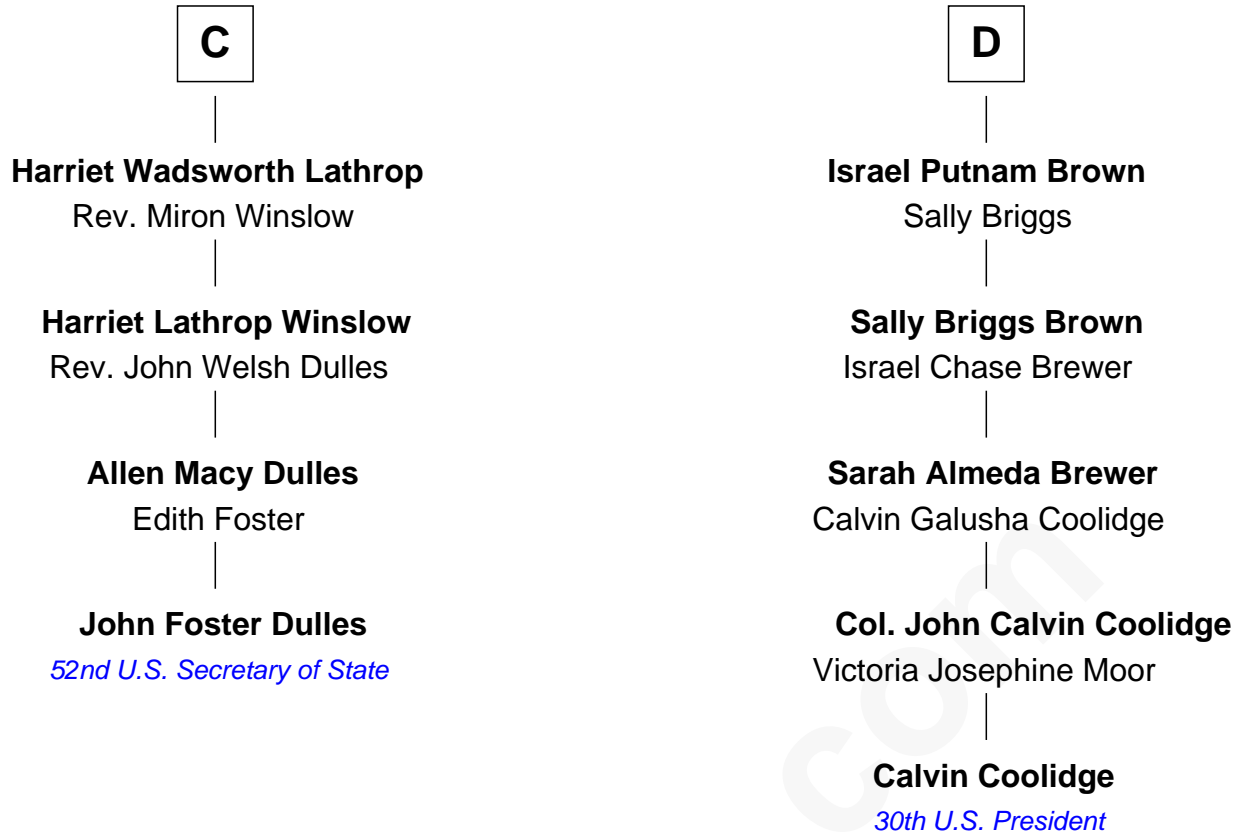 C
Harriet Wadsworth Lathrop
Rev. Miron Winslow
Harriet Lathrop Winslow
Rev. John Welsh Dulles
Allen Macy Dulles
Edith Foster
John Foster Dulles
52nd U.S. Secretary of State
D
Israel Putnam Brown
Sally Briggs
Sally Briggs Brown
Israel Chase Brewer
Sarah Almeda Brewer
Calvin Galusha Coolidge
Col. John Calvin Coolidge
Victoria Josephine Moor
Calvin Coolidge
30th U.S. President
com